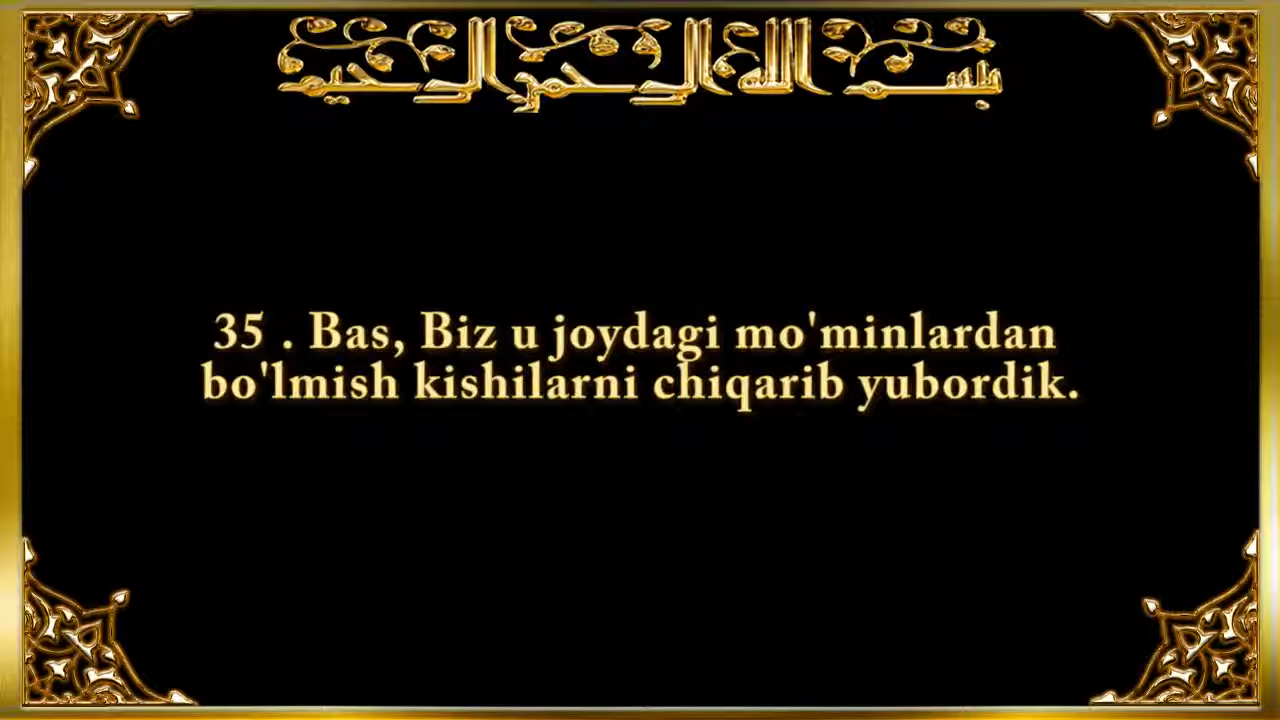 بسم الله الرحمن الرحيم
35 . Bas, Biz u joydagi mo'minlardan
bo'lmish kishilarni chiqarib yubordik.